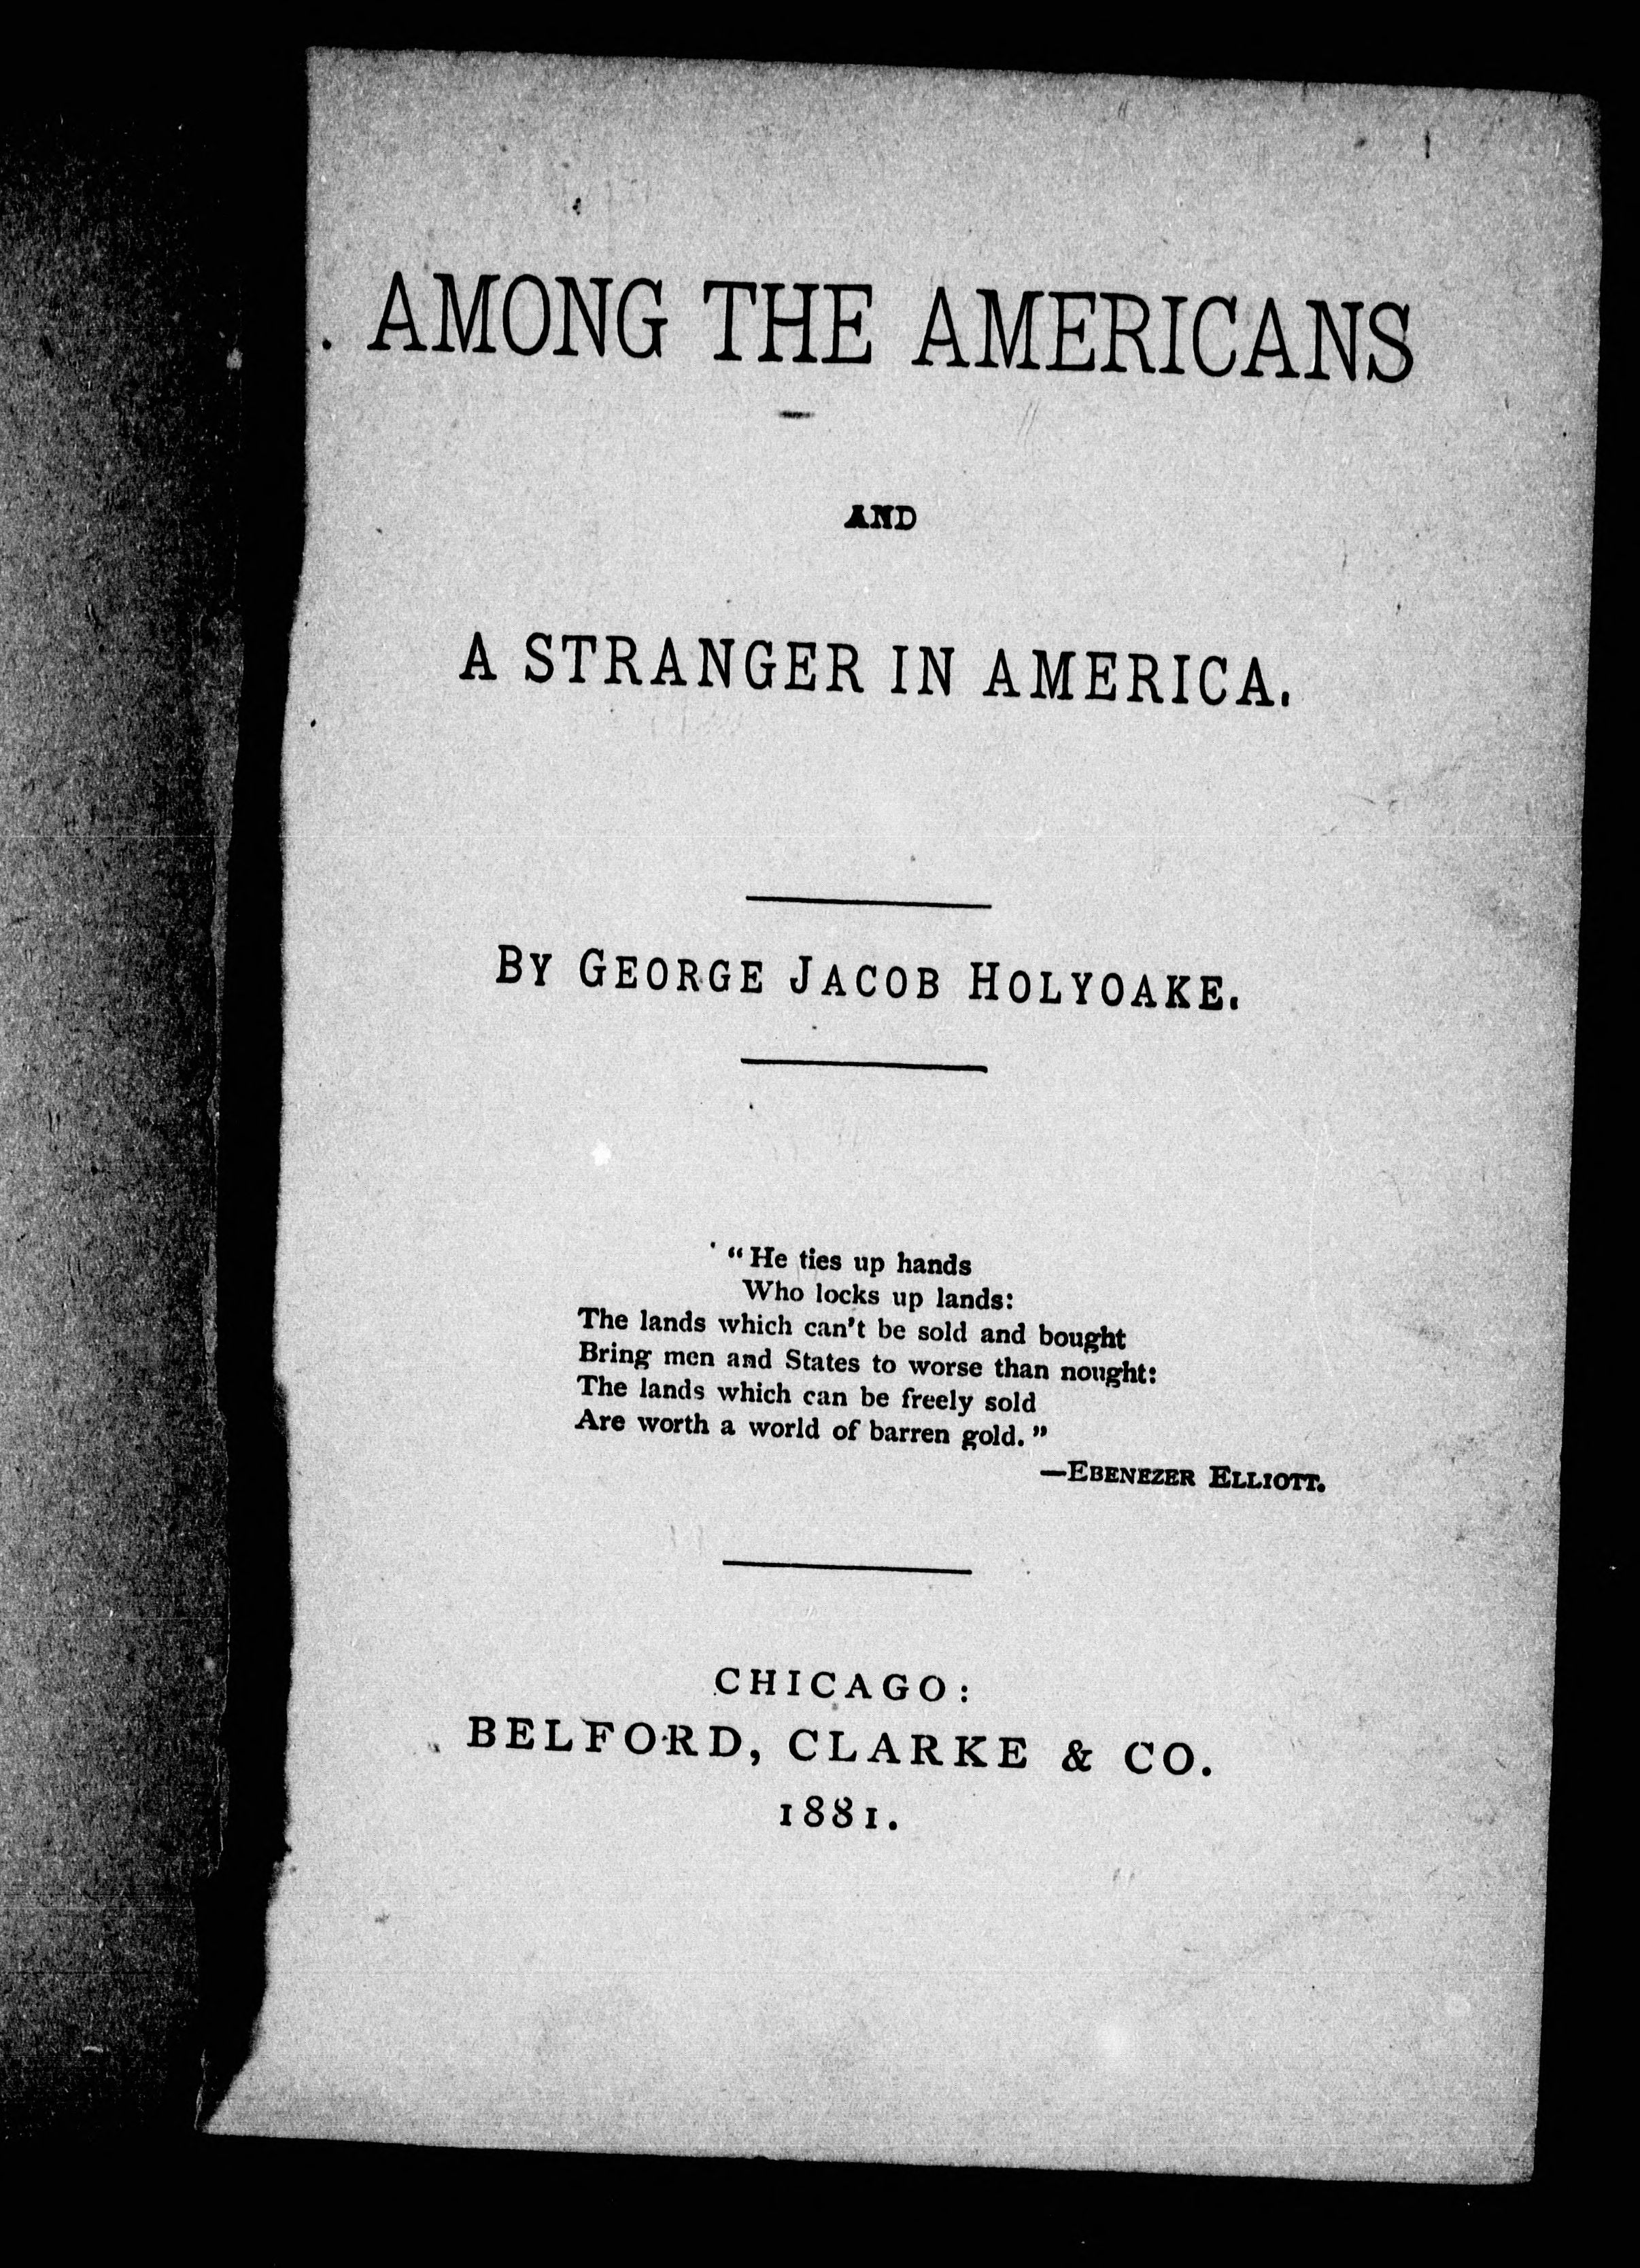 AMONG THE AMERICANS
AND
A STRANGER IN AMERICA.
BY GEORGE JACOB HOLYOAKE.
“He ties up hands
Who locks up lands:
The lands which can't be sold and bought
Bring men and States to worse than nought:
The lands which can be freely sold
Are worth a world of barren gold.”
—EBENEZER ELLIOTT.
CHICAGO:
BELFORD, CLARKE & CO.
1881.